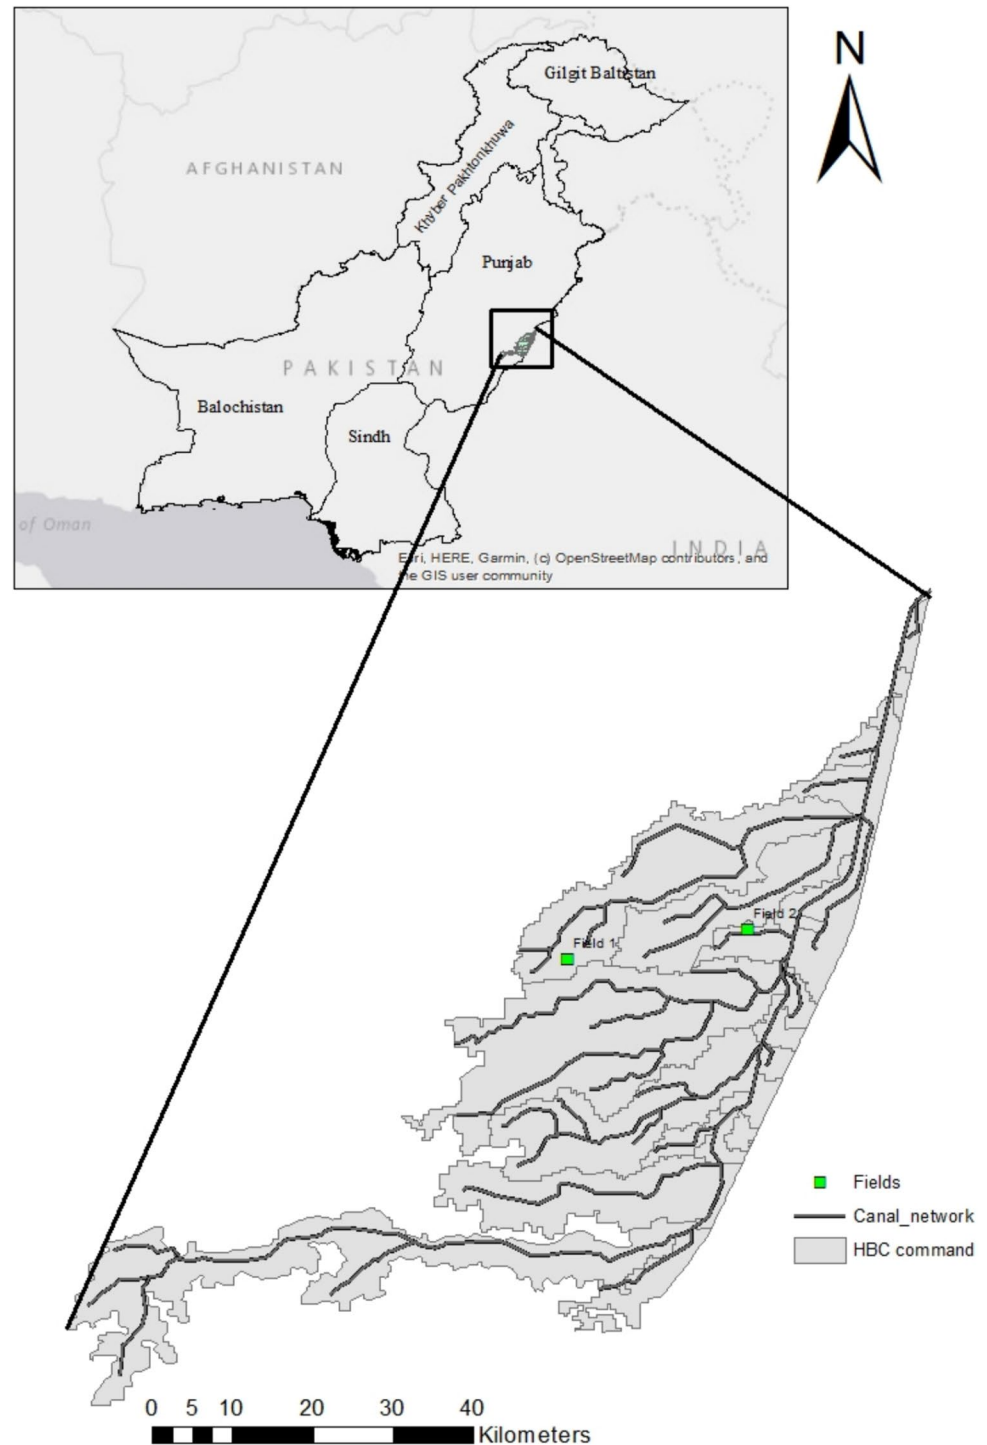 N
Gilgit Baltistan
AFGHANISTAN
Khyber Pakhtonkhuwa
Punjab
PAKISTAN
Balochistan
Sindh
of Oman
INDIA
Esri, HERE, Garmin, (c) OpenStreetMap contributors, and
the GIS user community
Field 2
Field 1
Fields
Canal_network
HBC command
0 5 10 20 30 40
Kilometers